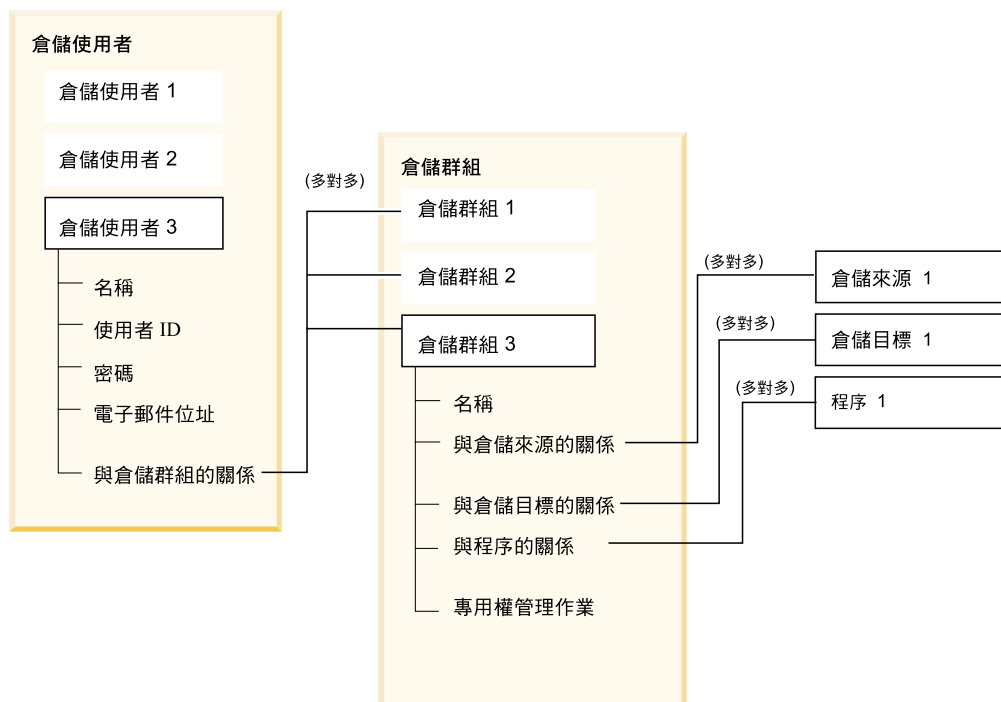 倉儲使用者
倉儲使用者 1
倉儲使用者 2
倉儲使用者 3
名稱
使用者 ID
密碼
電子郵件位址
與倉儲群組的關係
(多對多)
倉儲群組
倉儲群組 1
倉儲群組 2
倉儲群組 3
名稱
與倉儲來源的關係
與倉儲目標的關係
與程序的關係
專用權管理作業
(多對多)
倉儲來源 1
(多對多)
倉儲目標 1
(多對多)
程序 1